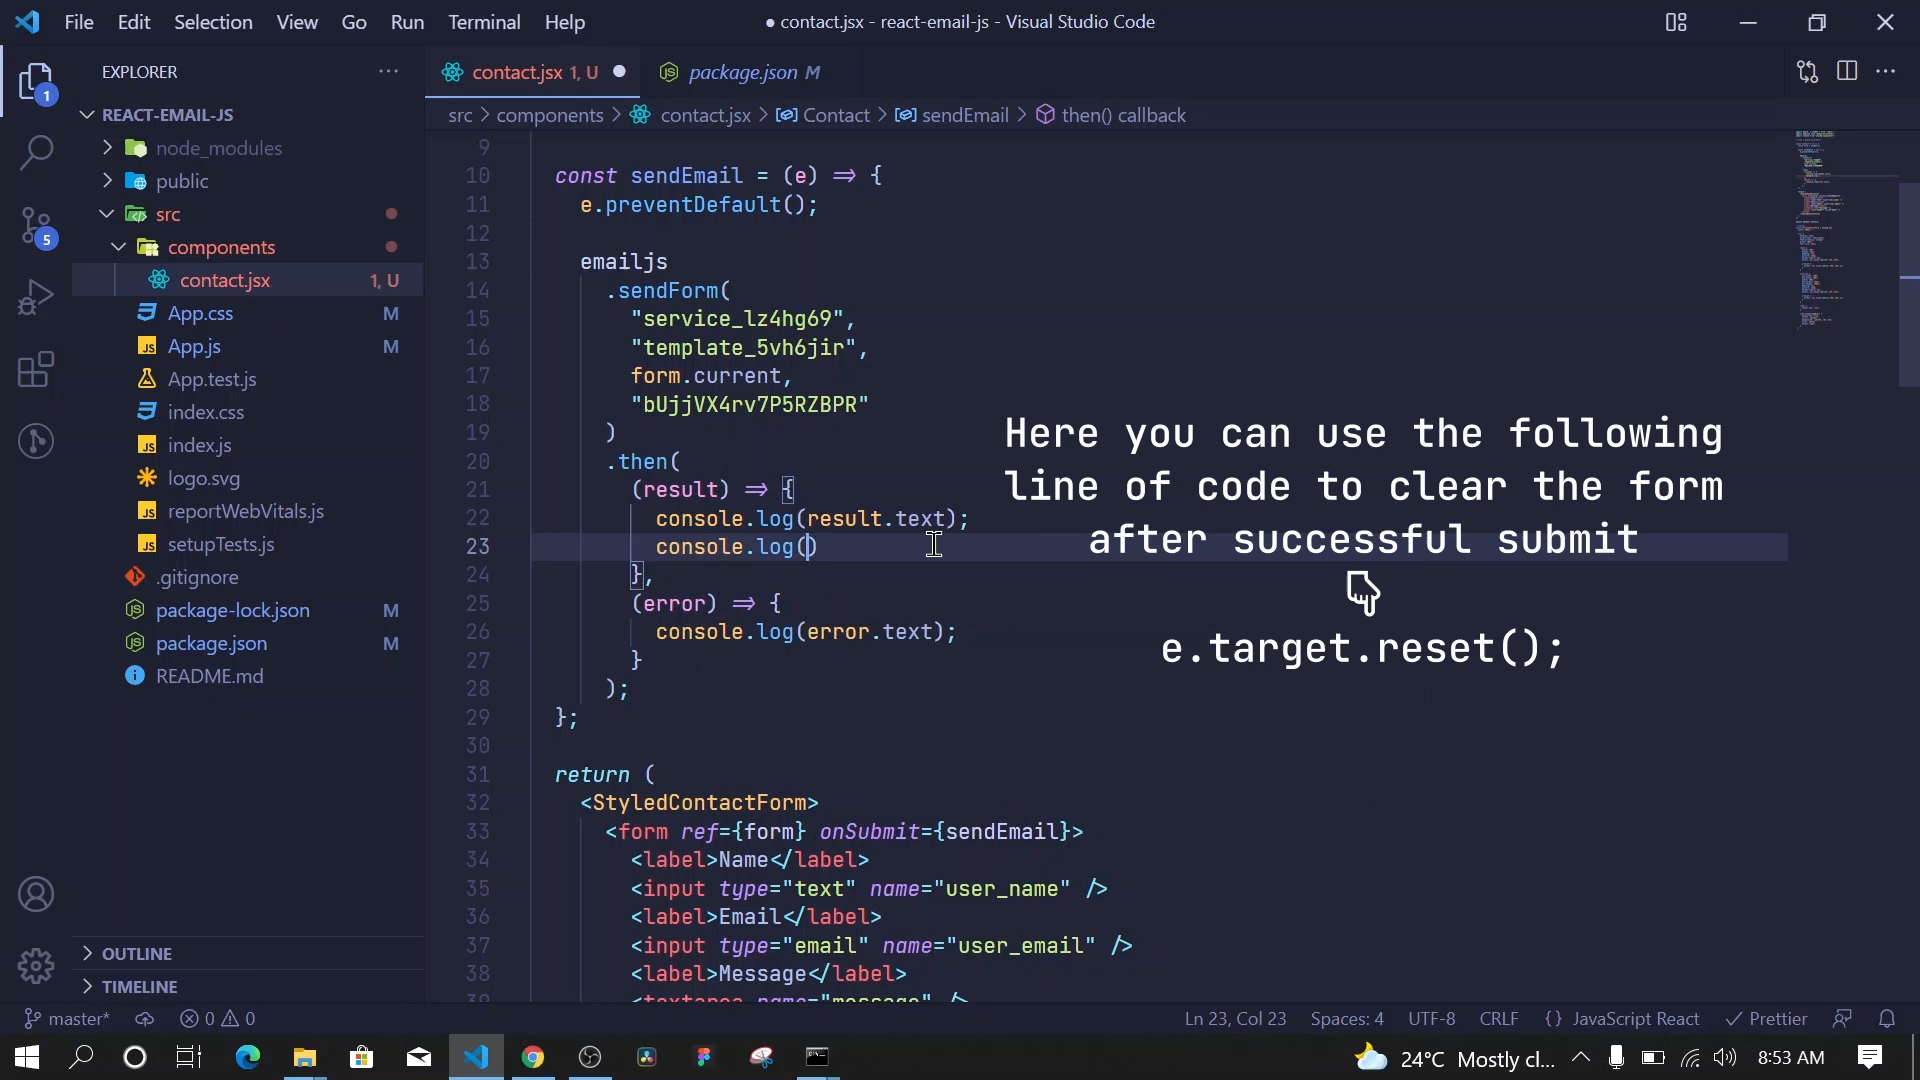 File Edit Selection View Go Run Terminal Help
● contact.jsx - react-email-js - Visual Studio Code
EXPLORER
contact.jsx 1, U
package.json M
1
REACT-EMAIL-JS
src > components > contact.jsx > Contact > sendEmail > then() callback
node_modules
public
src
5
components
contact.jsx 1, U
App.css M
App.js M
App.test.js
index.css
index.js
logo.svg
reportWebVitals.js
setupTests.js
.gitignore
package-lock.json M
package.json M
README.md
OUTLINE
TIMELINE
9
10 const sendEmail = (e) => {
11 e.preventDefault();
12
13 emailjs
14 .sendForm(
15 "service_lz4hg69",
16 "template_5vh6jir",
17 form.current,
18 "bUjjVX4rv7P5RZBPR"
19 )
20 .then(
21 (result) => {
22 console.log(result.text);
23 console.log()
24 },
25 (error) => {
26 console.log(error.text);
27 }
28 );
29 };
30
31 return (
32 <StyledContactForm>
33 <form ref={form} onSubmit={sendEmail}>
34 <label>Name</label>
35 <input type="text" name="user_name" />
36 <label>Email</label>
37 <input type="email" name="user_email" />
38 <label>Message</label>
39 <textarea name="message" />
Here you can use the following
line of code to clear the form
after successful submit
e.target.reset();
master* 0 0
Ln 23, Col 23 Spaces: 4 UTF-8 CRLF {} JavaScript React Prettier
24°C Mostly cl... 8:53 AM